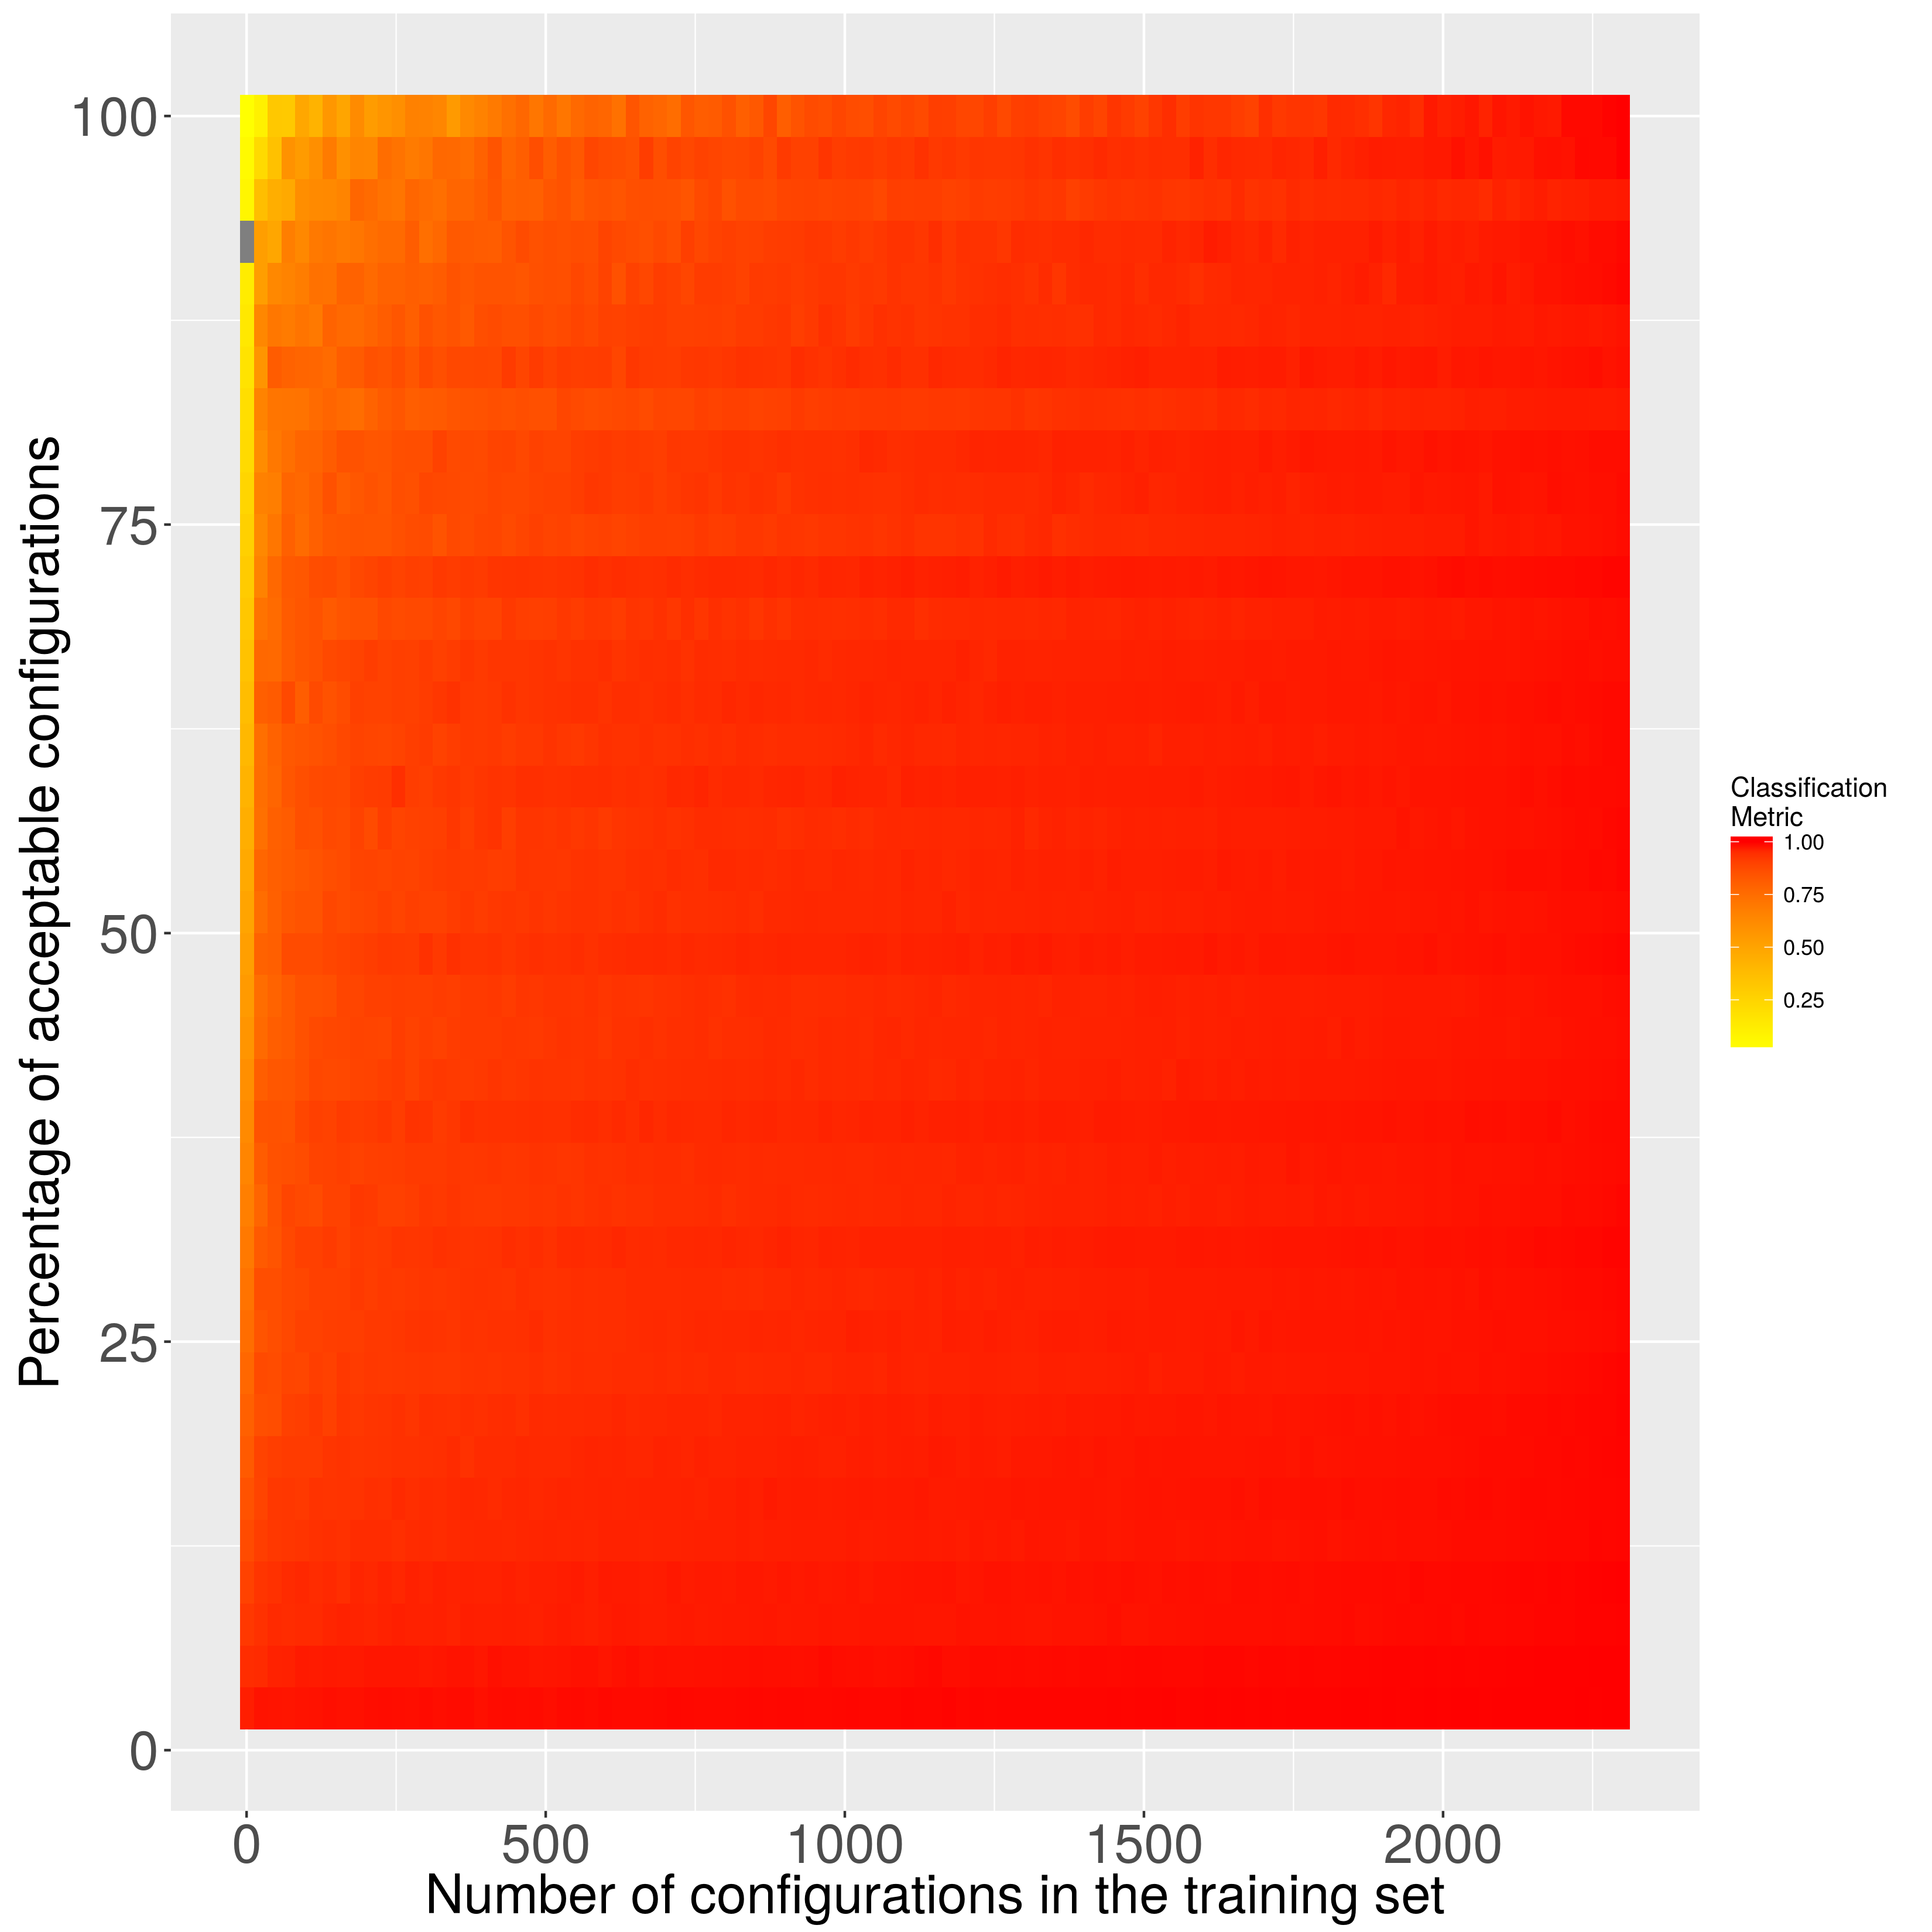 100
75
50
25
0
Percentage of acceptable configurations
0 500 1000 1500 2000
Number of configurations in the training set
Classification
Metric
1.00
0.75
0.50
0.25